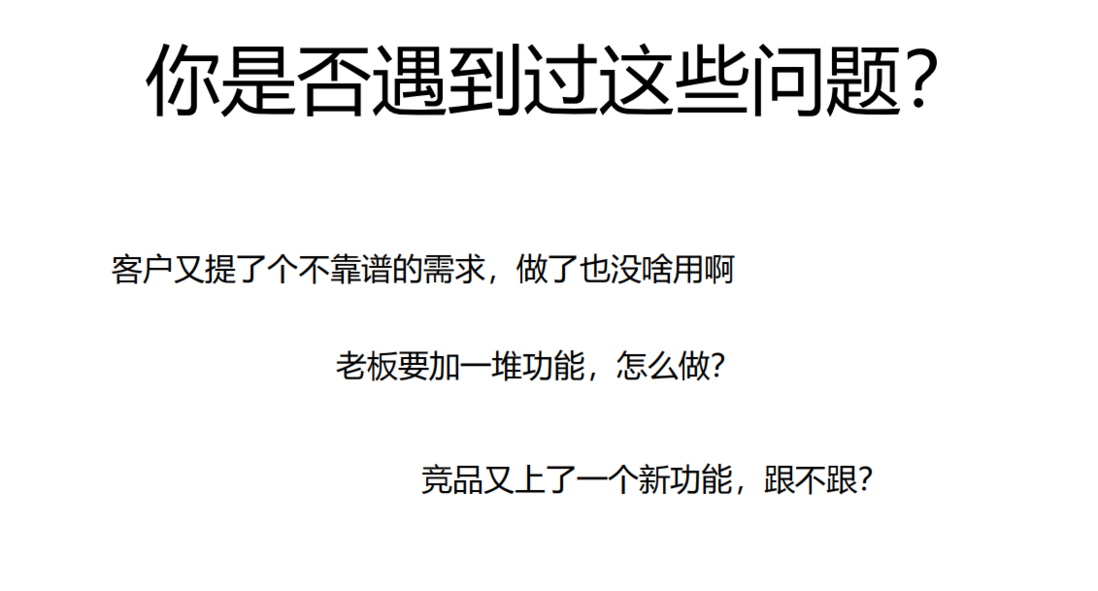 你是否遇到过这些问题？
客户又提了个不靠谱的需求，做了也没啥用啊
老板要加一堆功能，怎么做？
竞品又上了一个新功能，跟不跟？